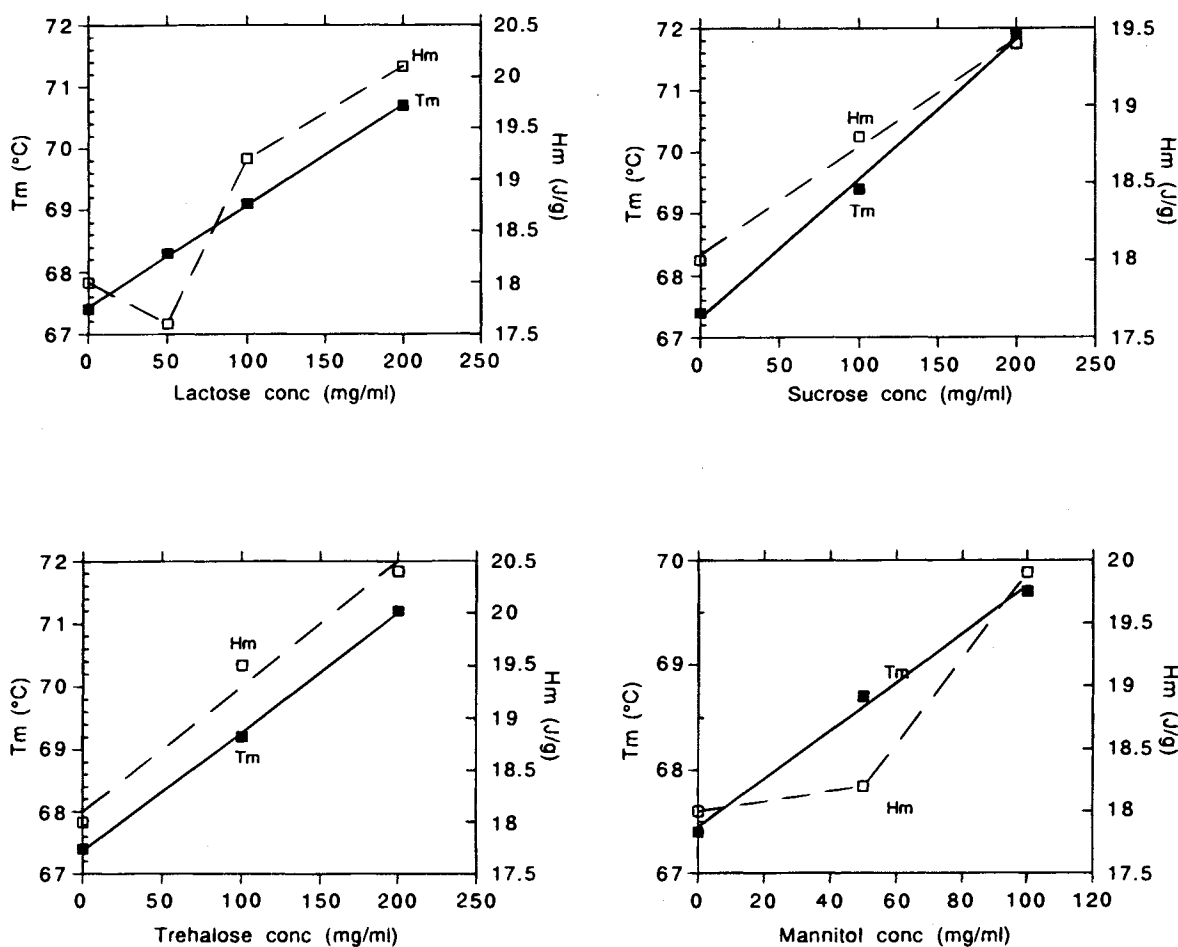 72
71
70
69
68
67
Tm (°C)
20.5
20
19.5
19
18.5
18
17.5
Hm (J/g)
Hm
Tm
0 50 100 150 200 250
Lactose conc (mg/ml)
72
71
70
69
68
67
Tm (°C)
19.5
19
18.5
18
17.5
Hm (J/g)
Hm
Tm
0 50 100 150 200 250
Sucrose conc (mg/ml)
72
71
70
69
68
67
Tm (°C)
20.5
20
19.5
19
18.5
18
17.5
Hm (J/g)
Hm
Tm
0 50 100 150 200 250
Trehalose conc (mg/ml)
70
69
68
67
Tm (°C)
20
19.5
19
18.5
18
17.5
Hm (J/g)
Tm
Hm
0 20 40 60 80 100 120
Mannitol conc (mg/ml)